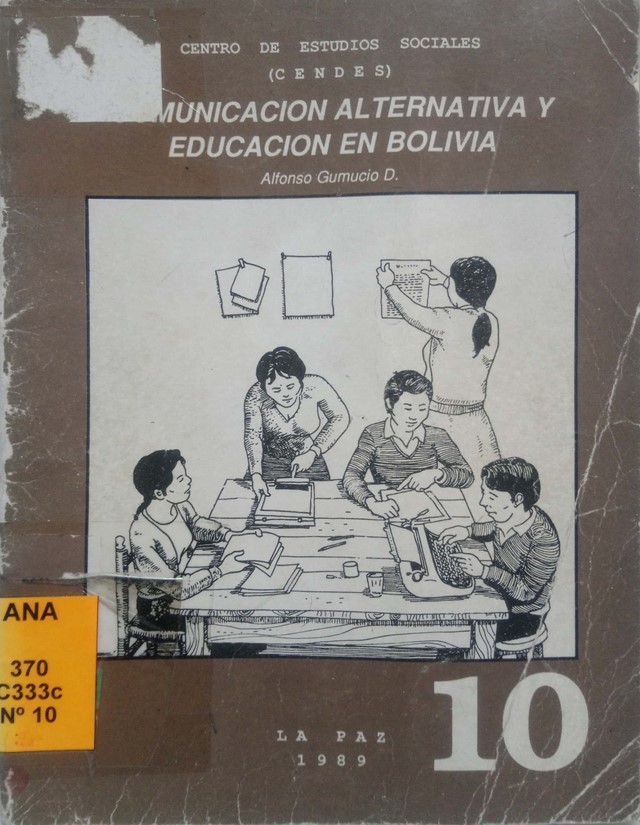 CENTRO DE ESTUDIOS SOCIALES
(CENDES)
MUNICACION ALTERNATIVA Y
EDUCACION EN BOLIVIA
Alfonso Gumucio D.
ANA
370
C333c
Nº 10
LA PAZ
1989
10